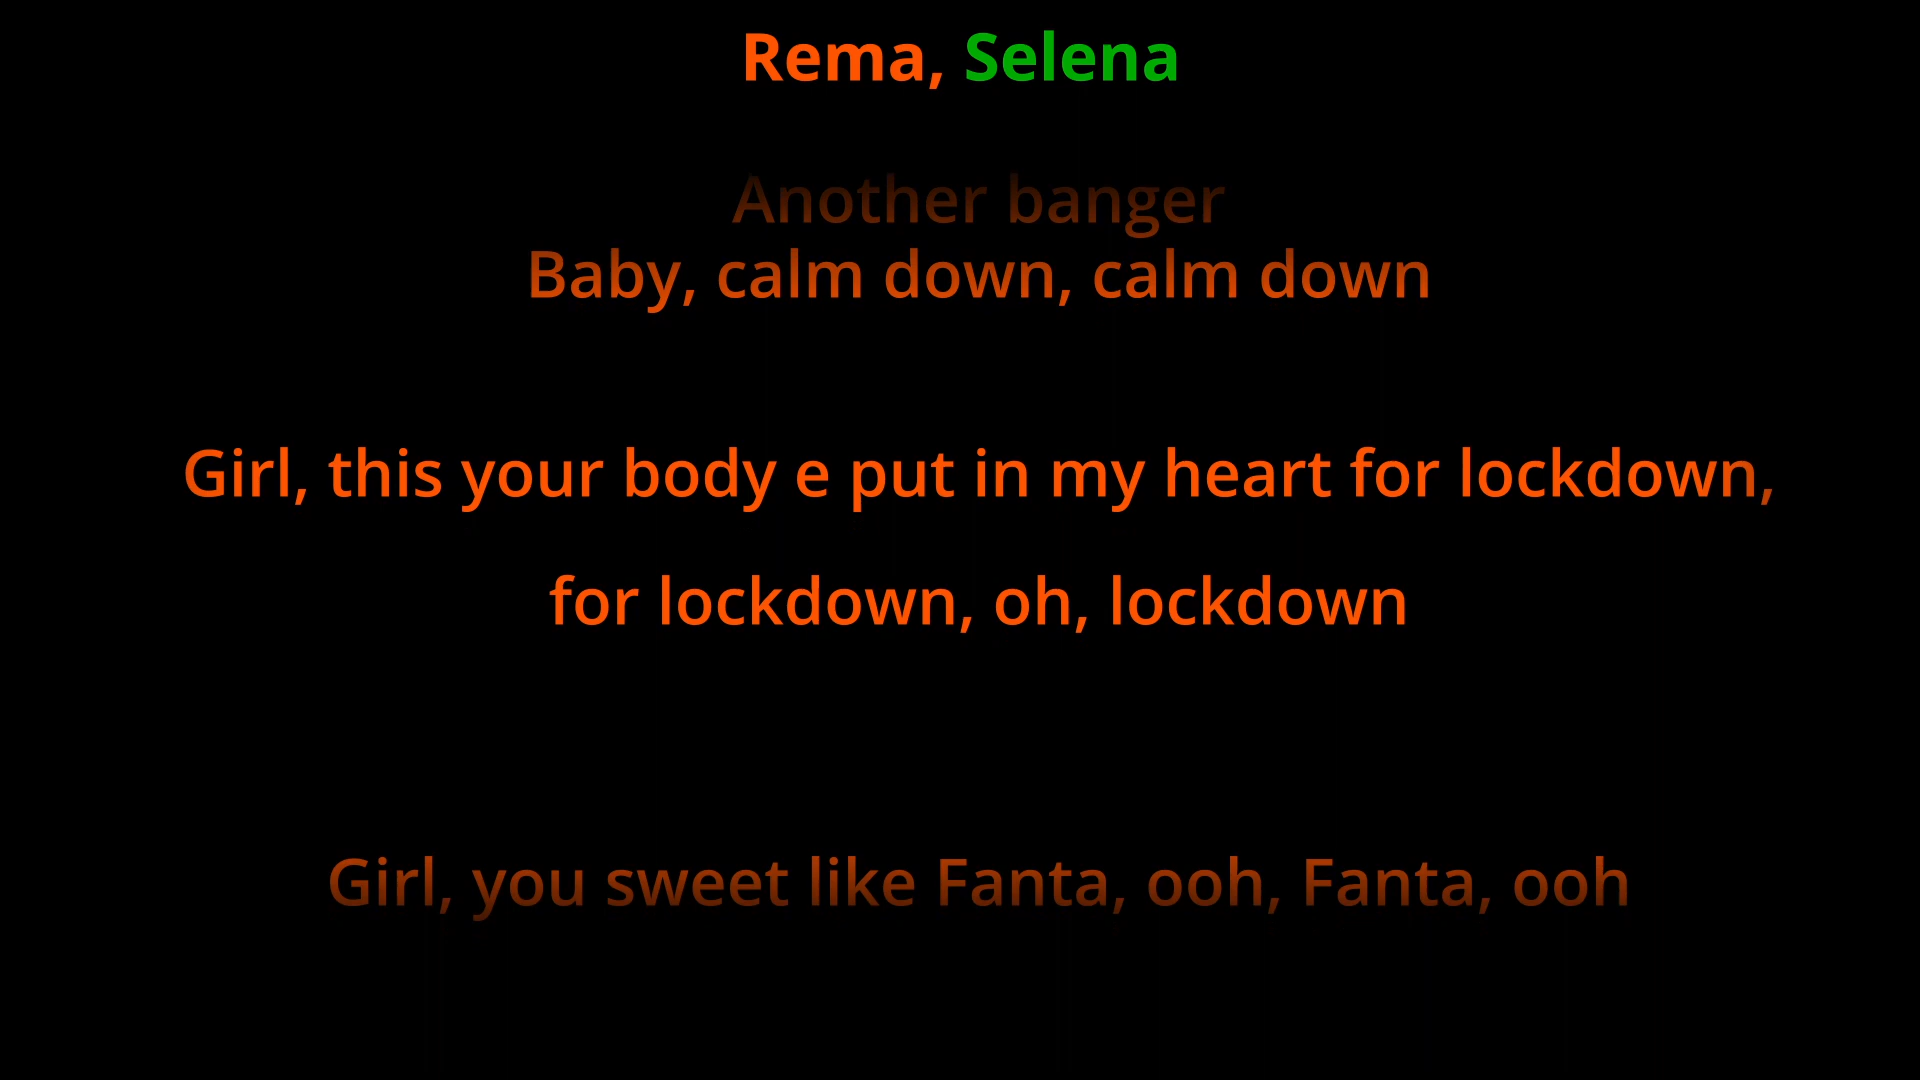 Rema, Selena
Another banger
Baby, calm down, calm down
Girl, this your body e put in my heart for lockdown,
for lockdown, oh, lockdown
Girl, you sweet like Fanta, ooh, Fanta, ooh